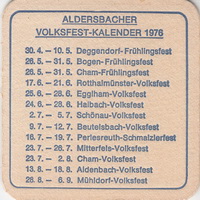 ALDERSBACHER
VOLKSFEST-KALENDER 1976
30. 4. – 10. 5. Deggendorf-Frühlingsfest
26. 5. – 31. 5. Bogen-Frühlingsfest
26. 5. – 31. 5. Cham-Frühlingsfest
17. 6. – 21. 6. Rotthalmünster-Volksfest
25. 6. – 28. 6. Egglham-Volksfest
24. 6. – 28. 6. Haibach-Volksfest
2. 7. – 5. 7. Schönau-Volksfest
9. 7. – 12. 7. Beutelsbach-Volksfest
16. 7. – 19. 7. Perlesreuth-Schmalzlerfest
23. 7. – 26. 7. Mitterfels-Volksfest
23. 7. – 2. 8. Cham-Volksfest
13. 8. – 18. 8. Aidenbach-Volksfest
28. 8. – 6. 9. Mühldorf-Volksfest